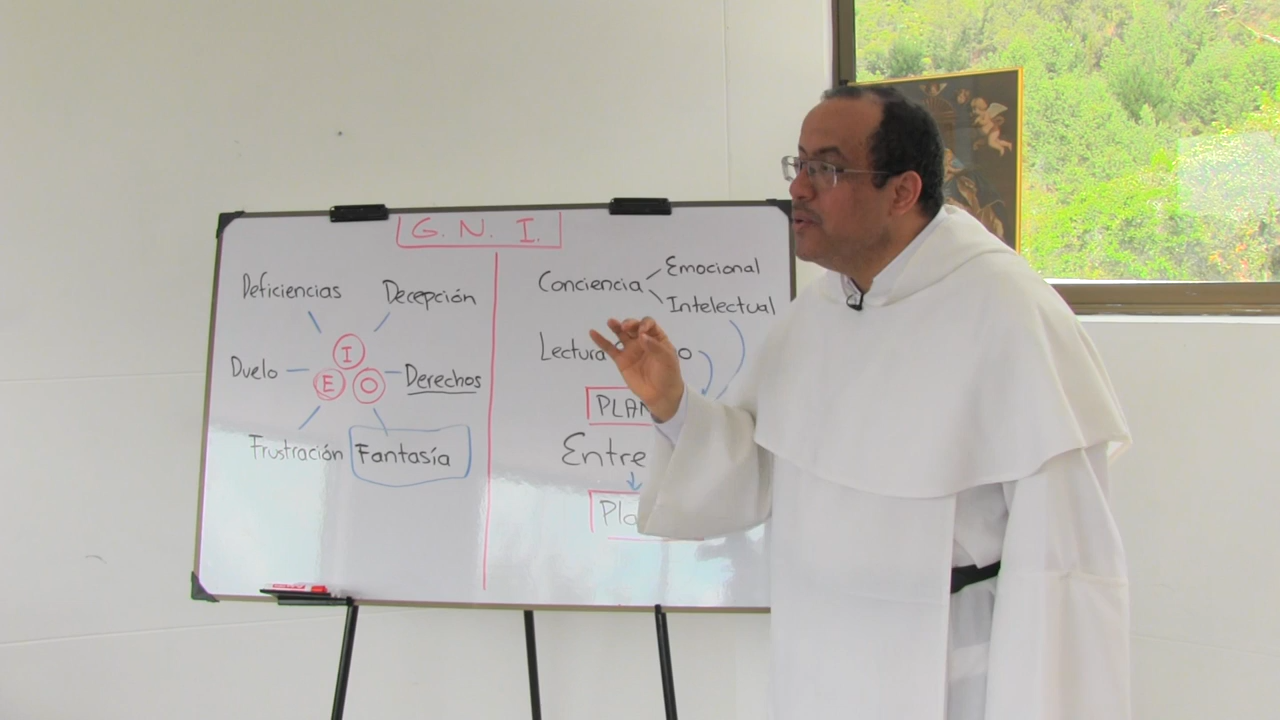 G. N. I.
Deficiencias
Decepción
I
Duelo
E
O
Derechos
Frustración
Fantasía
Conciencia
Emocional
Intelectual
Lectura
Entre